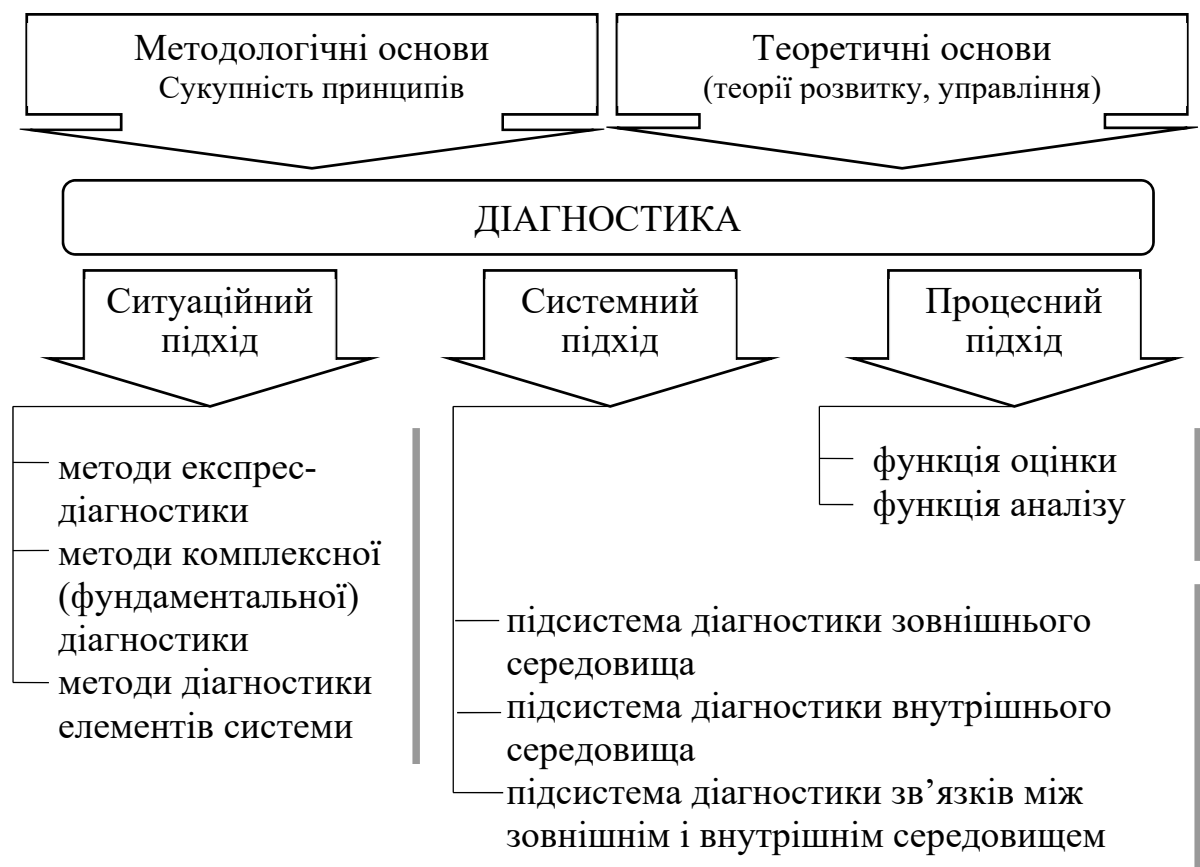 Методологічні основи
Сукупність принципів
Теоретичні основи
(теорії розвитку, управління)
ДІАГНОСТИКА
Ситуаційний
підхід
Системний
підхід
Процесний
підхід
методи експрес-
діагностики
методи комплексної
(фундаментальної)
діагностики
методи діагностики
елементів системи
підсистема діагностики зовнішнього
середовища
підсистема діагностики внутрішнього
середовища
підсистема діагностики зв’язків між
зовнішнім і внутрішнім середовищем
функція оцінки
функція аналізу